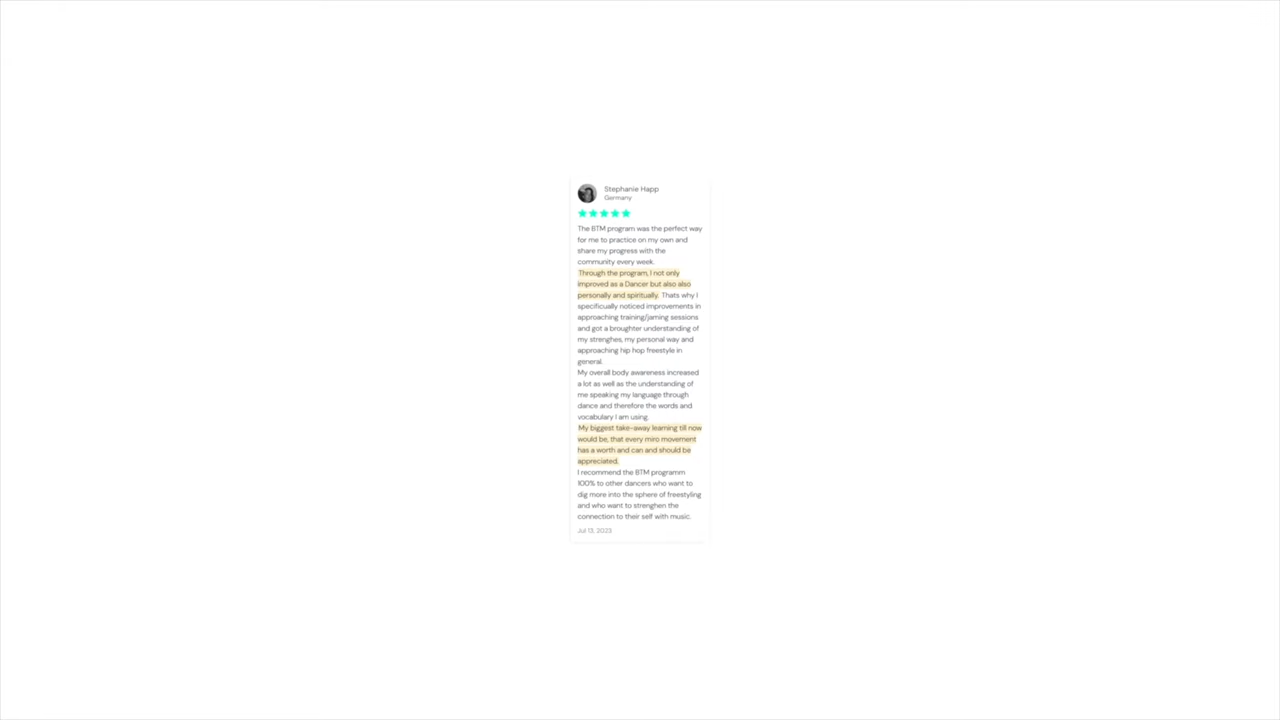 Stephanie Happ
Germany
The BTM program was the perfect way
for me to practice on my own and
share my progress with the
community every week.
Through the program, I not only
improved as a Dancer but also also
personally and spiritually. Thats why I
specificually noticed improvements in
approaching training/jaming sessions
and got a broughter understanding of
my strenghes, my personal way and
approaching hip hop freestyle in
general.
My overall body awareness increased
a lot as well as the understanding of
me speaking my language through
dance and therefore the words and
vocabulary I am using.
My biggest take-away learning till now
would be, that every miro movement
has a worth and can and should be
appreciated.
I recommend the BTM programm
100% to other dancers who want to
dig more into the sphere of freestyling
and who want to strenghen the
connection to their self with music.
Jul 13, 2023